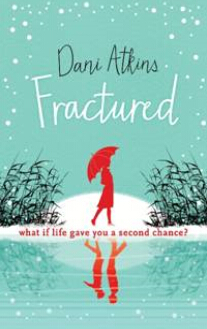 Dani Atkins
Fractured
what if life gave you a second chance?